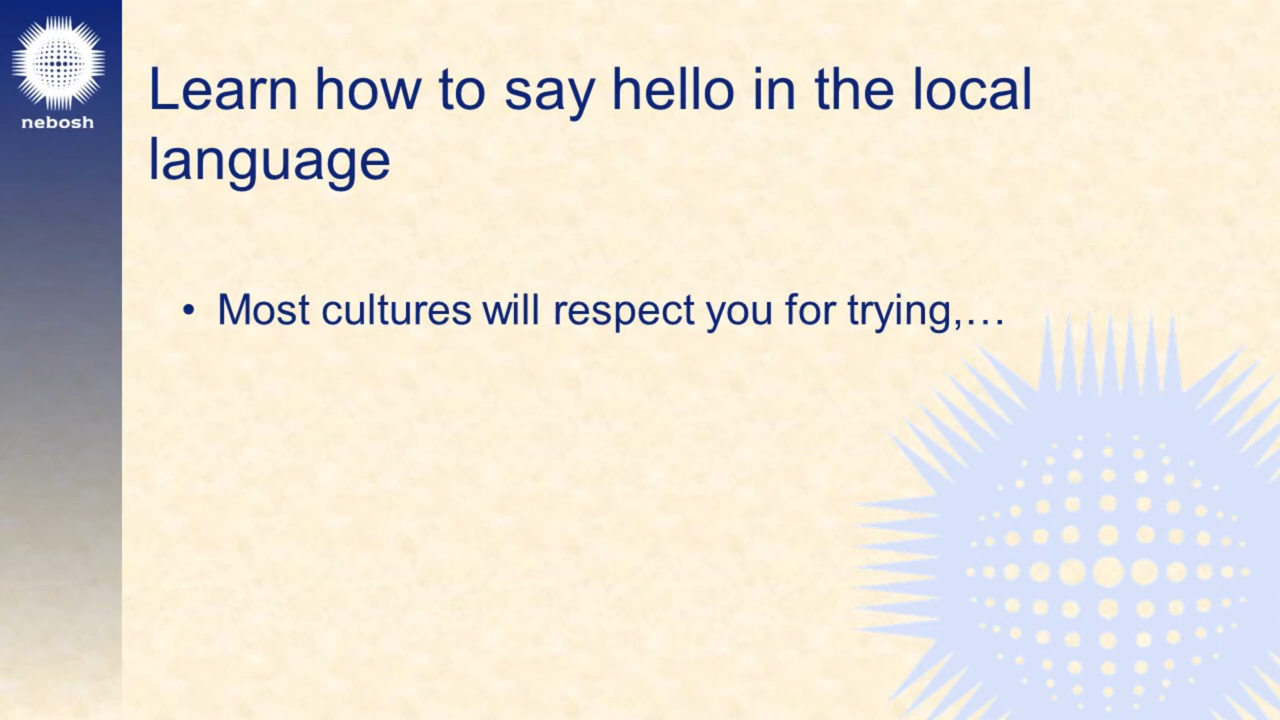 nebosh
Learn how to say hello in the local
language
• Most cultures will respect you for trying,…